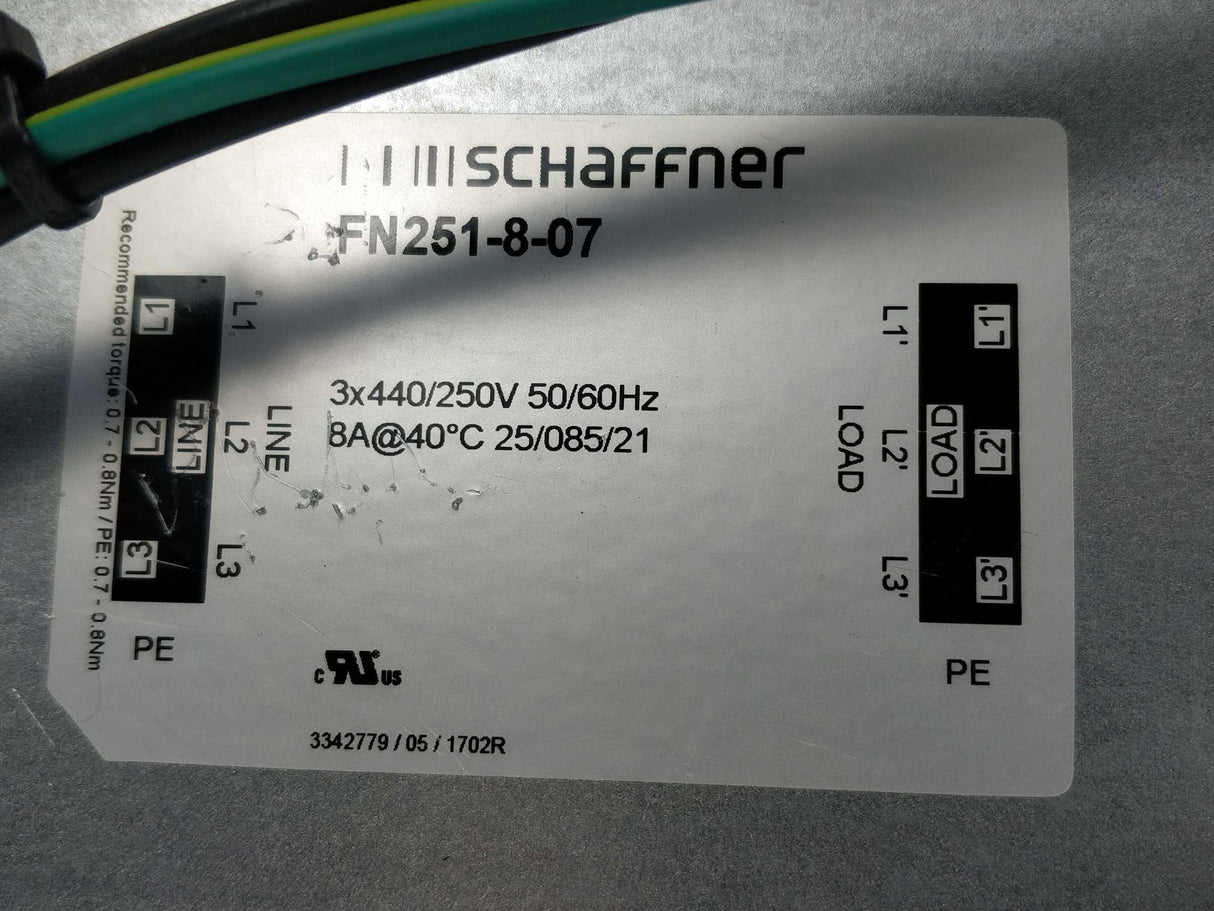 SCHAFFNER
FN251-8-07
3x440/250V 50/60Hz
8A@40°C 25/085/21
Recommended torque: 0.7 - 0.8Nm / PE: 0.7 - 0.8Nm
L1
L2
L3
LINE
L1
L2
L3
LINE
PE
L1'
L2'
L3'
LOAD
L1'
L2'
L3'
LOAD
PE
c RU® US
3342779 / 05 / 1702R